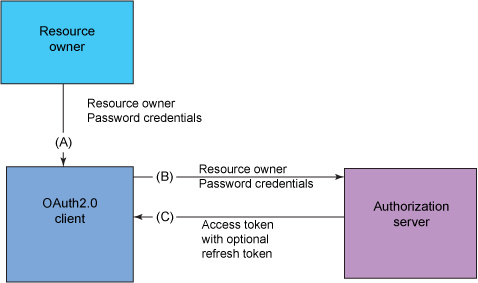 Resource
owner
Resource owner
Password credentials
(A)
OAuth2.0
client
(B)
Resource owner
Password credentials
(C)
Access token
with optional
refresh token
Authorization
server